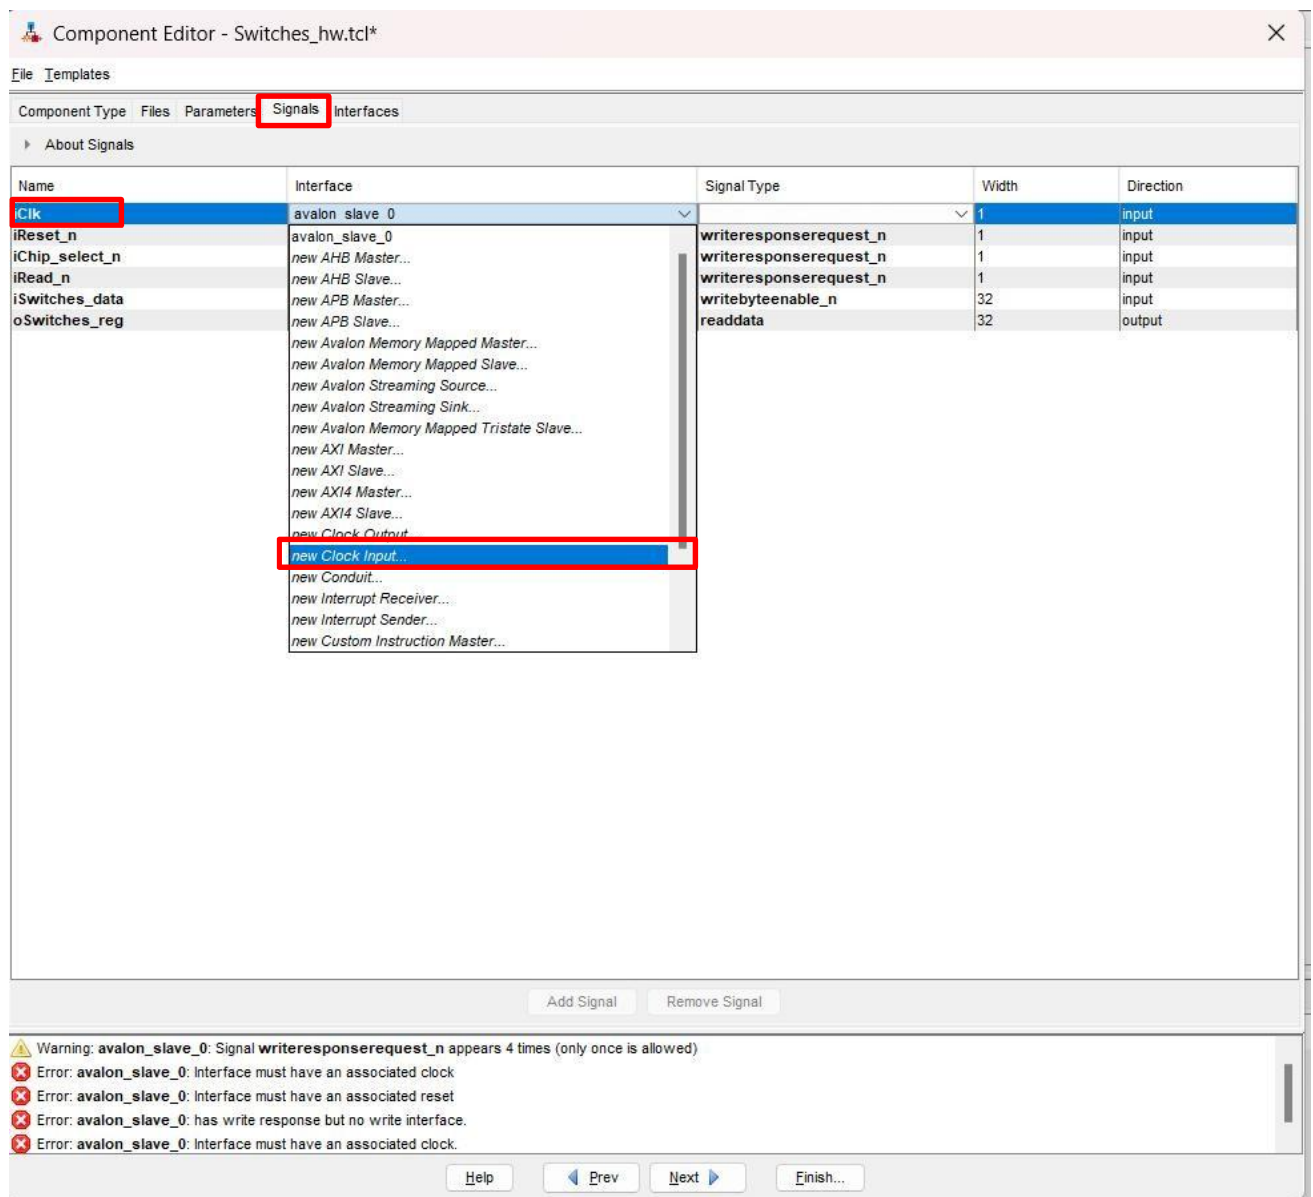 Component Editor - Switches_hw.tcl*
File Templates
Component Type Files Parameters Signals Interfaces
About Signals
Name Interface Signal Type Width Direction
iClk avalon_slave_0 1 input
iReset_n avalon_slave_0 writeresponserequest_n 1 input
iChip_select_n new AHB Master... writeresponserequest_n 1 input
iRead_n new AHB Slave... writeresponserequest_n 1 input
iSwitches_data new APB Master... writebyteenable_n 32 input
oSwitches_reg new APB Slave... readdata 32 output
new Avalon Memory Mapped Master...
new Avalon Memory Mapped Slave...
new Avalon Streaming Source...
new Avalon Streaming Sink...
new Avalon Memory Mapped Tristate Slave...
new AXI Master...
new AXI Slave...
new AXI4 Master...
new AXI4 Slave...
new Clock Output...
new Clock Input...
new Conduit...
new Interrupt Receiver...
new Interrupt Sender...
new Custom Instruction Master...
Add Signal Remove Signal
Warning: avalon_slave_0: Signal writeresponserequest_n appears 4 times (only once is allowed)
Error: avalon_slave_0: Interface must have an associated clock
Error: avalon_slave_0: Interface must have an associated reset
Error: avalon_slave_0: has write response but no write interface.
Error: avalon_slave_0: Interface must have an associated clock.
Help Prev Next Finish...